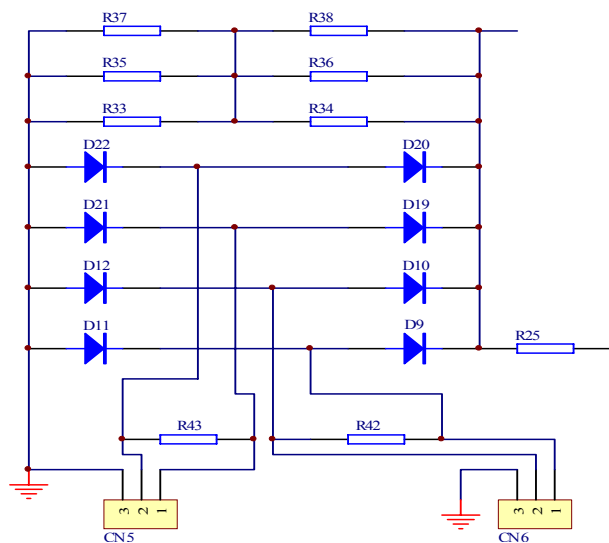 R37 R38
R35 R36
R33 R34
D22 D20
D21 D19
D12 D10
D11 D9
R25
R43 R42
3 2 1 3 2 1
CN5 CN6